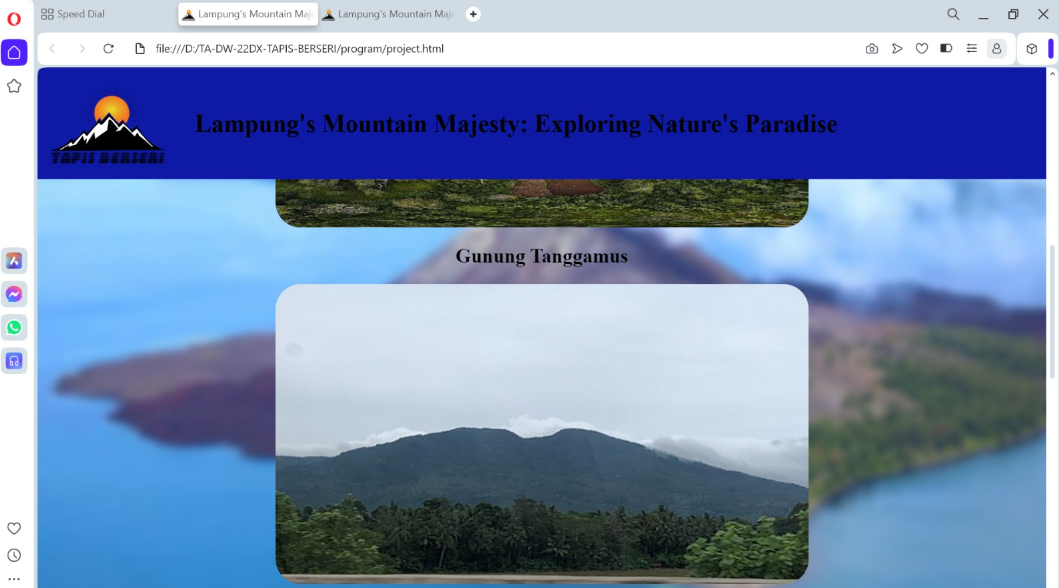 Speed Dial
Lampung's Mountain Maj
Lampung's Mountain Maj
file:///D:/TA-DW-22DX-TAPIS-BERSERI/program/project.html
TAPIS BERSERI
Lampung's Mountain Majesty: Exploring Nature's Paradise
Gunung Tanggamus